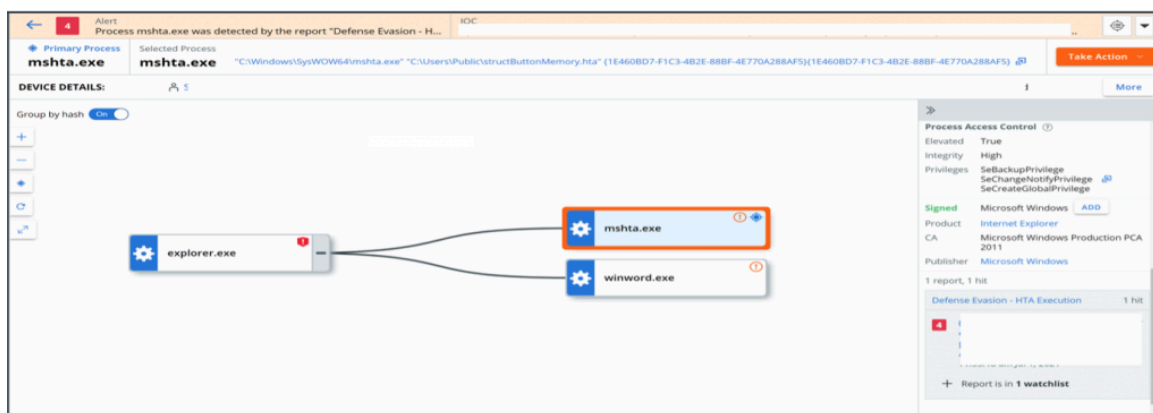 4
Alert
Process mshta.exe was detected by the report "Defense Evasion - H...
IOC
Primary Process
mshta.exe
Selected Process
mshta.exe
"C:\Windows\SysWOW64\mshta.exe" "C:\Users\Public\structButtonMemory.hta" {1E460BD7-F1C3-4B2E-88BF-4E770A288AF5}{1E460BD7-F1C3-4B2E-88BF-4E770A288AF5}
Take Action
DEVICE DETAILS:
More
Group by hash On
explorer.exe
mshta.exe
winword.exe
Process Access Control
Elevated True
Integrity High
Privileges SeBackupPrivilege
SeChangeNotifyPrivilege
SeCreateGlobalPrivilege
Signed Microsoft Windows ADD
Product Internet Explorer
CA Microsoft Windows Production PCA
2011
Publisher Microsoft Windows
1 report, 1 hit
Defense Evasion - HTA Execution 1 hit
4
+ Report is in 1 watchlist